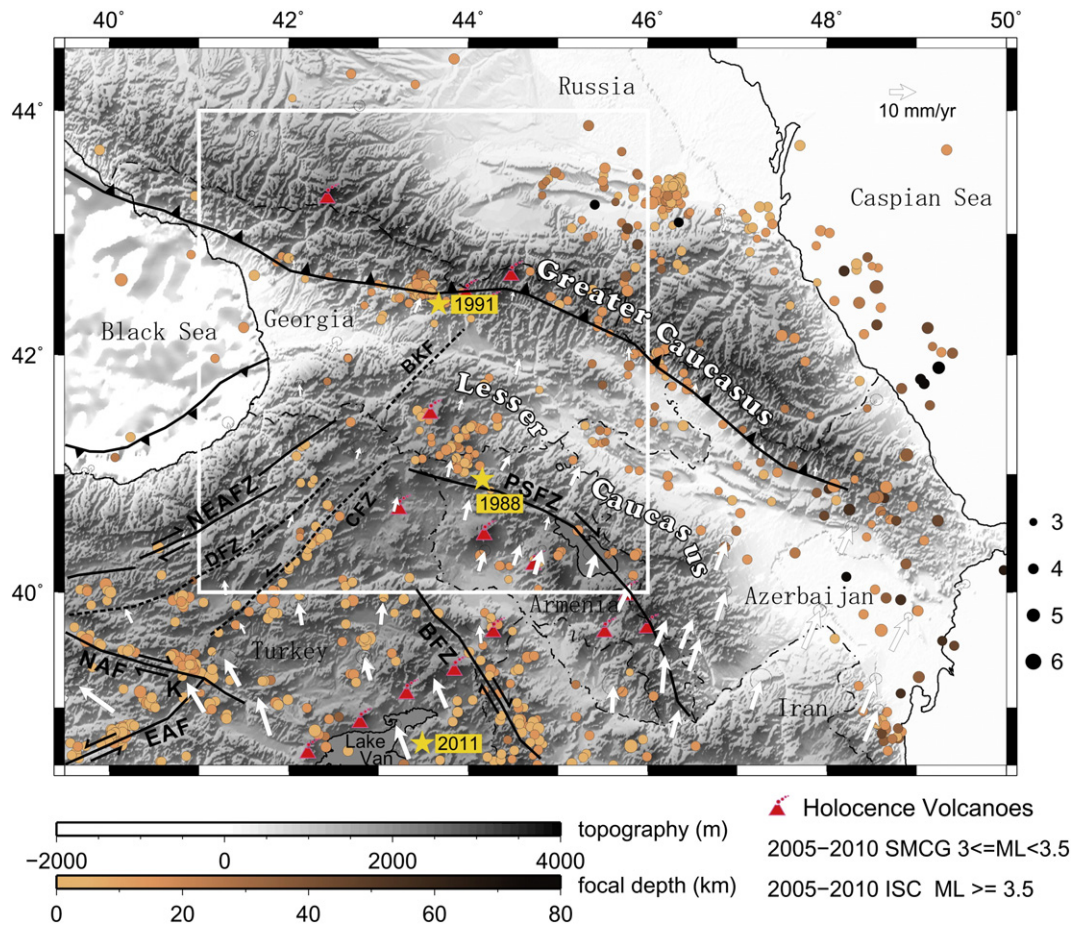 40° 42° 44° 46° 48° 50°
44°
42°
40°
Russia
10 mm/yr
Caspian Sea
Greater Caucasus
1991
Georgia
Black Sea
BKF
Lesser Caucasus
PSFZ
1988
NEAFZ
DFZ
CFZ
Armenia
Azerbaijan
Turkey
BFZ
NAF
K
EAF
Iran
2011
Lake
Van
3
4
5
6
topography (m)
−2000 0 2000 4000
focal depth (km)
0 20 40 60 80
Holocence Volcanoes
2005−2010 SMCG 3<=ML<3.5
2005−2010 ISC ML >= 3.5